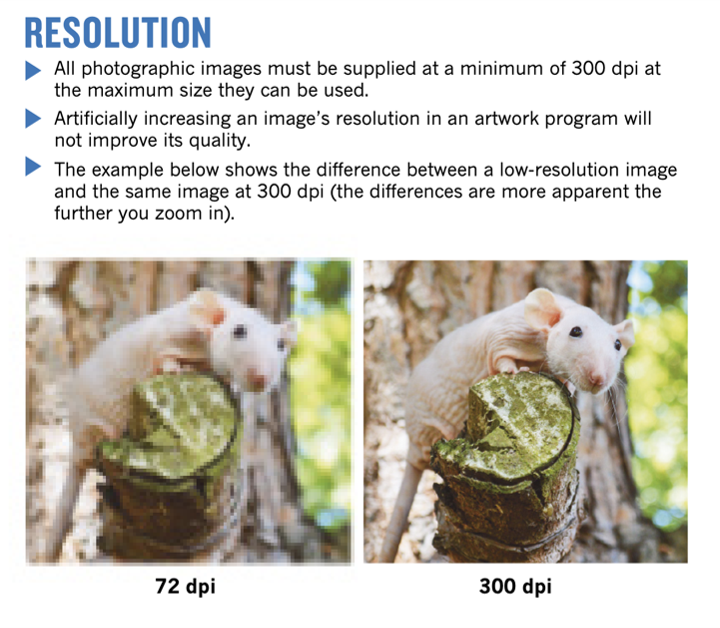 RESOLUTION
All photographic images must be supplied at a minimum of 300 dpi at
the maximum size they can be used.
Artificially increasing an image's resolution in an artwork program will
not improve its quality.
The example below shows the difference between a low-resolution image
and the same image at 300 dpi (the differences are more apparent the
further you zoom in).
72 dpi
300 dpi